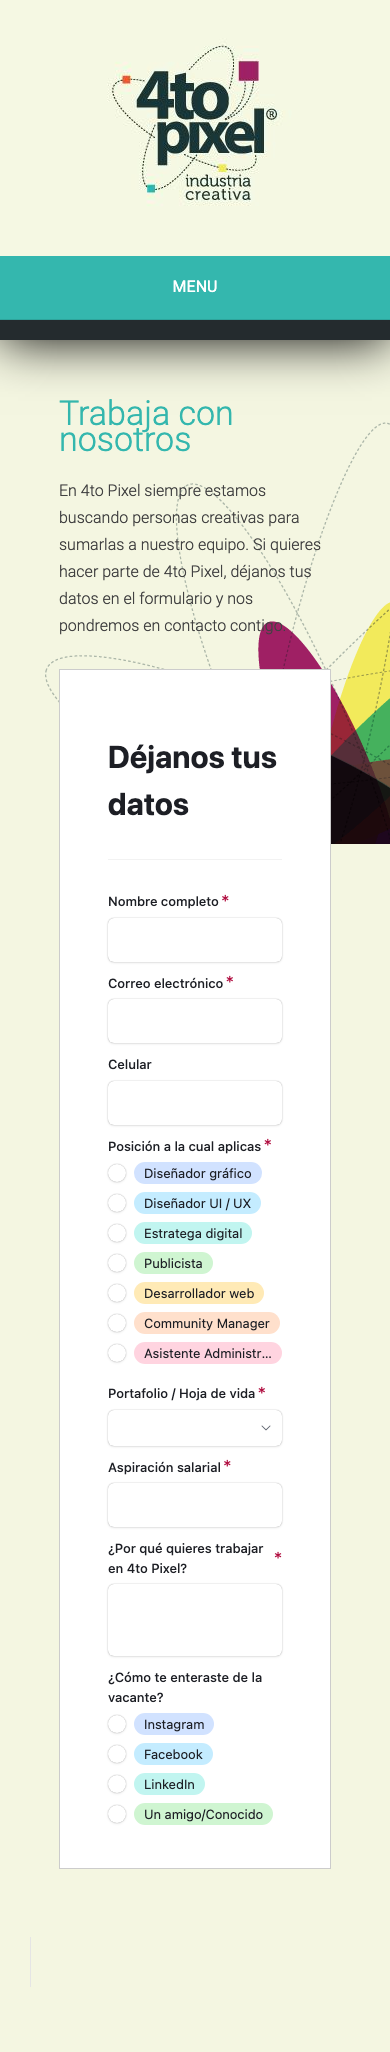 4to
pixel®
industria
creativa
MENU
Trabaja con
nosotros
En 4to Pixel siempre estamos
buscando personas creativas para
sumarlas a nuestro equipo. Si quieres
hacer parte de 4to Pixel, déjanos tus
datos en el formulario y nos
pondremos en contacto contigo.
Déjanos tus
datos
Nombre completo *
Correo electrónico *
Celular
Posición a la cual aplicas *
Diseñador gráfico
Diseñador UI / UX
Estratega digital
Publicista
Desarrollador web
Community Manager
Asistente Administr...
Portafolio / Hoja de vida *
Aspiración salarial *
¿Por qué quieres trabajar *
en 4to Pixel?
¿Cómo te enteraste de la
vacante?
Instagram
Facebook
LinkedIn
Un amigo/Conocido